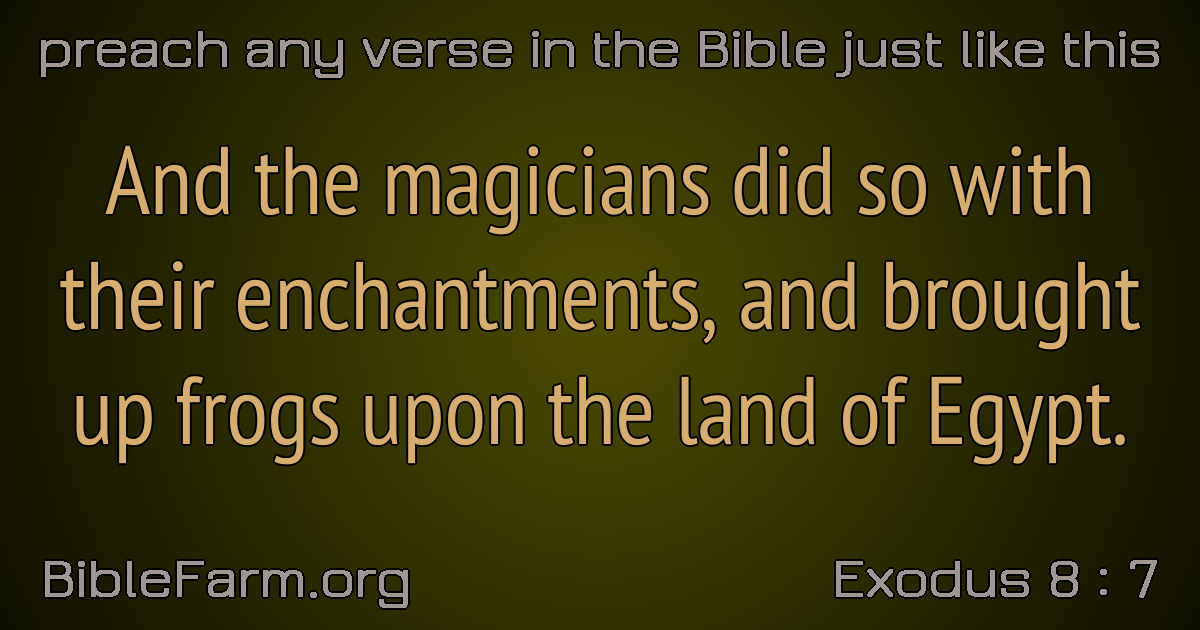 preach any verse in the Bible just like this
And the magicians did so with
their enchantments, and brought
up frogs upon the land of Egypt.
BibleFarm.org
Exodus 8 : 7